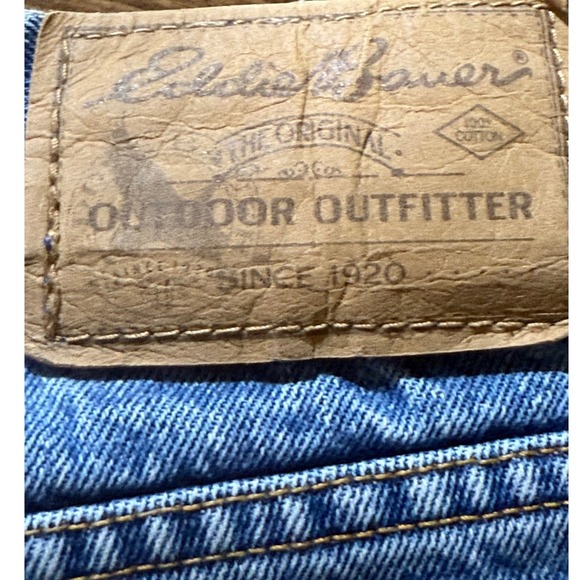 Eddie Bauer®
100%
COTTON
THE ORIGINAL
OUTDOOR OUTFITTER
SINCE 1920